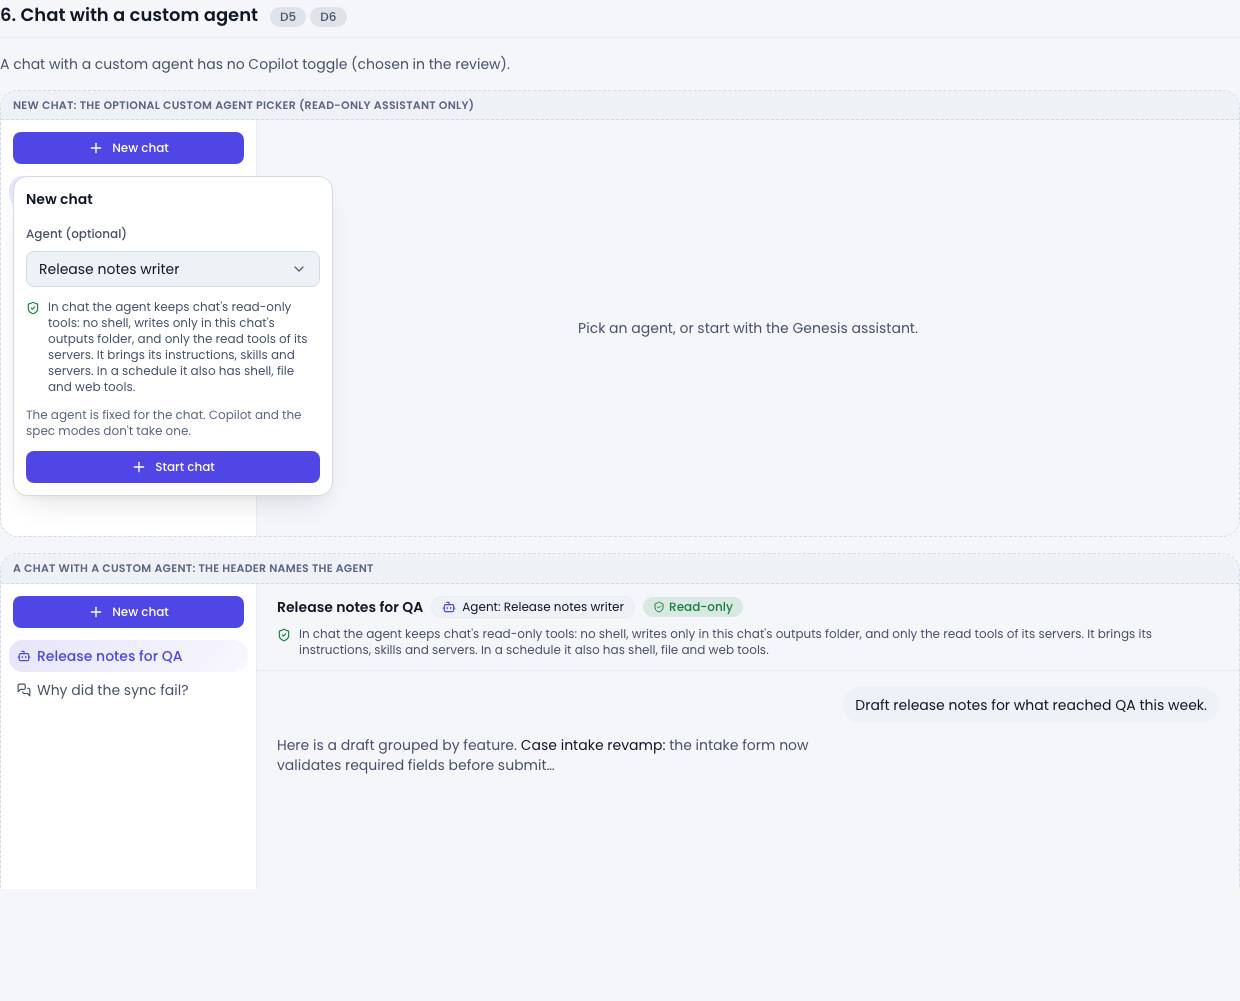 6. Chat with a custom agent D5 D6
A chat with a custom agent has no Copilot toggle (chosen in the review).
NEW CHAT: THE OPTIONAL CUSTOM AGENT PICKER (READ-ONLY ASSISTANT ONLY)
New chat
New chat
Agent (optional)
Release notes writer
In chat the agent keeps chat's read-only
tools: no shell, writes only in this chat's
outputs folder, and only the read tools of its
servers. It brings its instructions, skills and
servers. In a schedule it also has shell, file
and web tools.
The agent is fixed for the chat. Copilot and the
spec modes don't take one.
Start chat
Pick an agent, or start with the Genesis assistant.
A CHAT WITH A CUSTOM AGENT: THE HEADER NAMES THE AGENT
New chat
Release notes for QA
Why did the sync fail?
Release notes for QA Agent: Release notes writer Read-only
In chat the agent keeps chat's read-only tools: no shell, writes only in this chat's outputs folder, and only the read tools of its servers. It brings its
instructions, skills and servers. In a schedule it also has shell, file and web tools.
Draft release notes for what reached QA this week.
Here is a draft grouped by feature. Case intake revamp: the intake form now
validates required fields before submit…